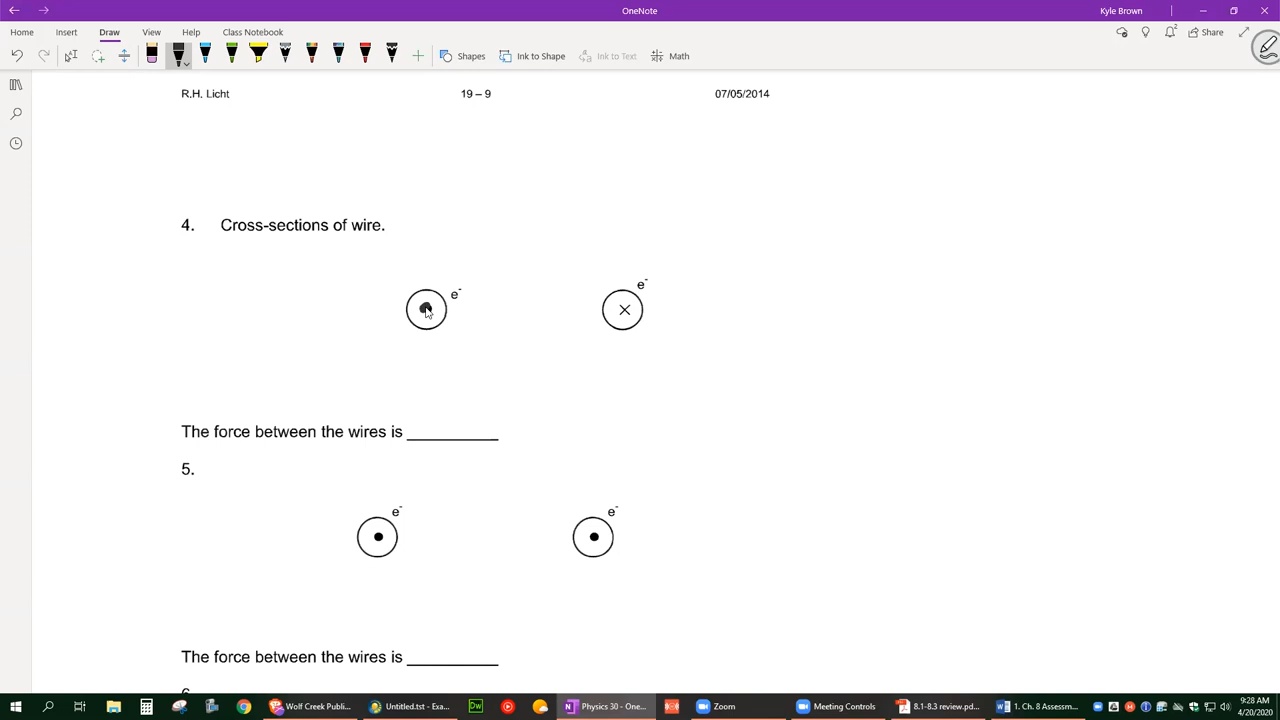 OneNote
Kyle Brown
Home Insert Draw View Help Class Notebook
2 Share
Shapes Ink to Shape Ink to Text Math
R.H. Licht 19 – 9 07/05/2014
4. Cross-sections of wire.
e- e-
The force between the wires is __________
5.
e- e-
The force between the wires is __________
Wolf Creek Publi... Untitled.tst - Exa... Physics 30 - One... Zoom Meeting Controls 8.1-8.3 review.pd... 1. Ch. 8 Assessm...
9:28 AM
4/20/2020